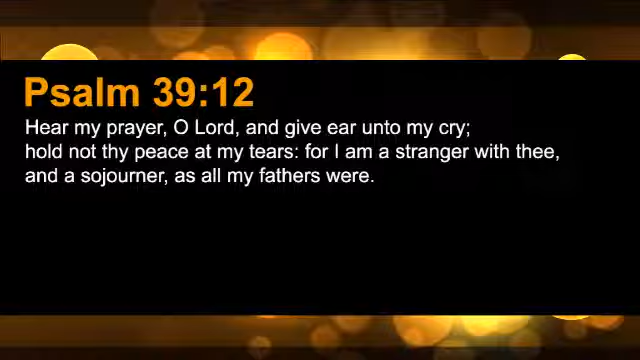 Psalm 39:12
Hear my prayer, O Lord, and give ear unto my cry;
hold not thy peace at my tears: for I am a stranger with thee,
and a sojourner, as all my fathers were.